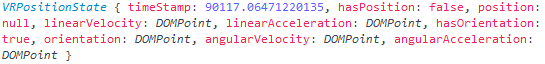 VRPositionState { timeStamp: 90117.06471220135, hasPosition: false, position:
null, linearVelocity: DOMPoint, linearAcceleration: DOMPoint, hasOrientation:
true, orientation: DOMPoint, angularVelocity: DOMPoint, angularAcceleration:
DOMPoint }